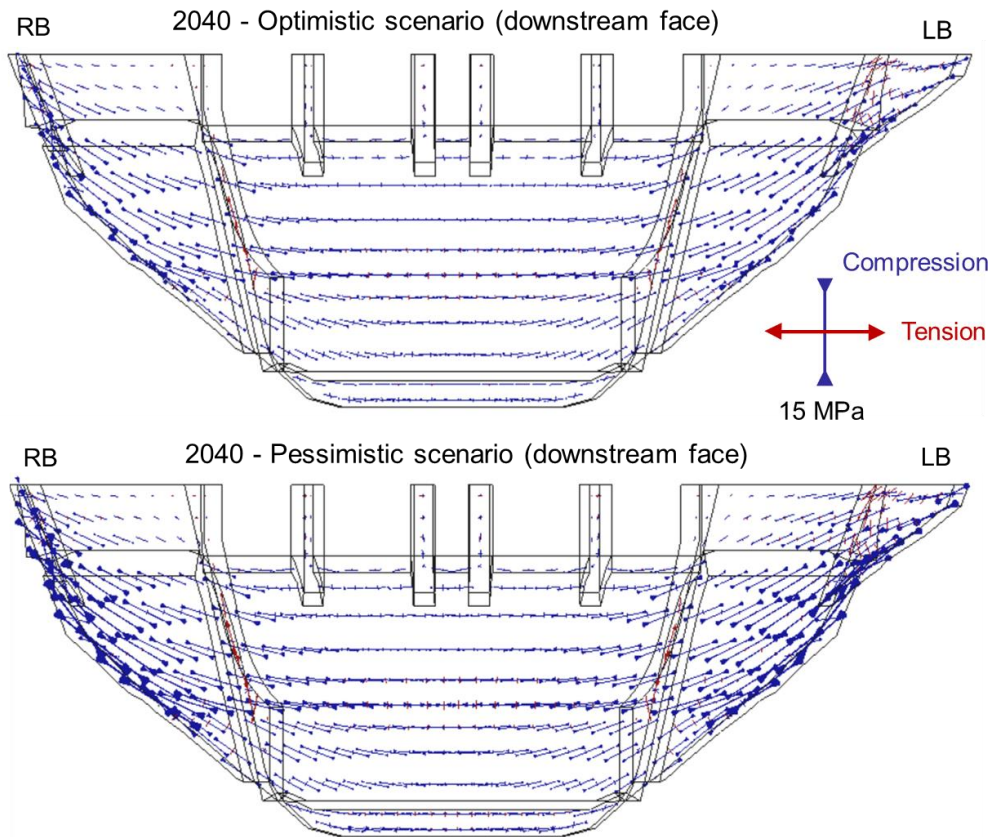 2040 - Optimistic scenario (downstream face)
RB
LB
Compression
Tension
15 MPa
2040 - Pessimistic scenario (downstream face)
RB
LB